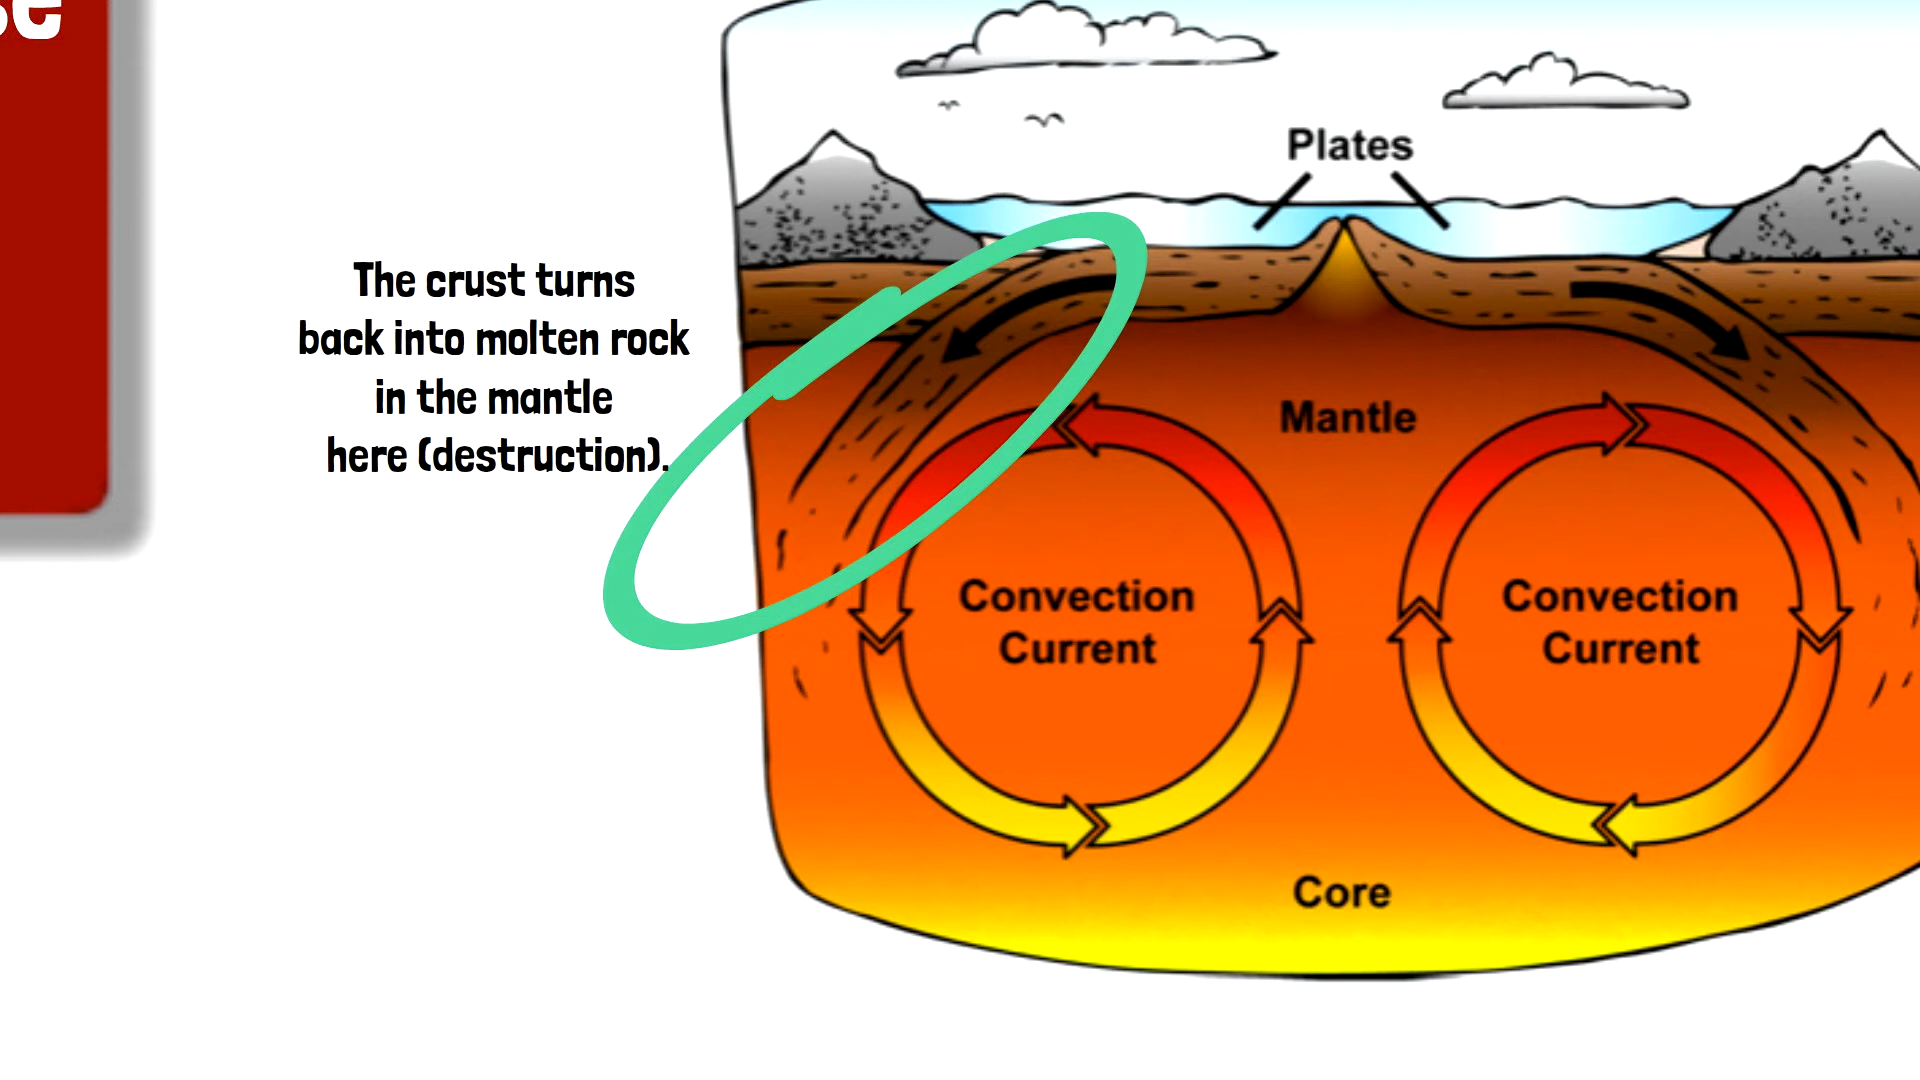 The crust turns
back into molten rock
in the mantle
here (destruction).
Plates
Mantle
Convection
Current
Convection
Current
Core